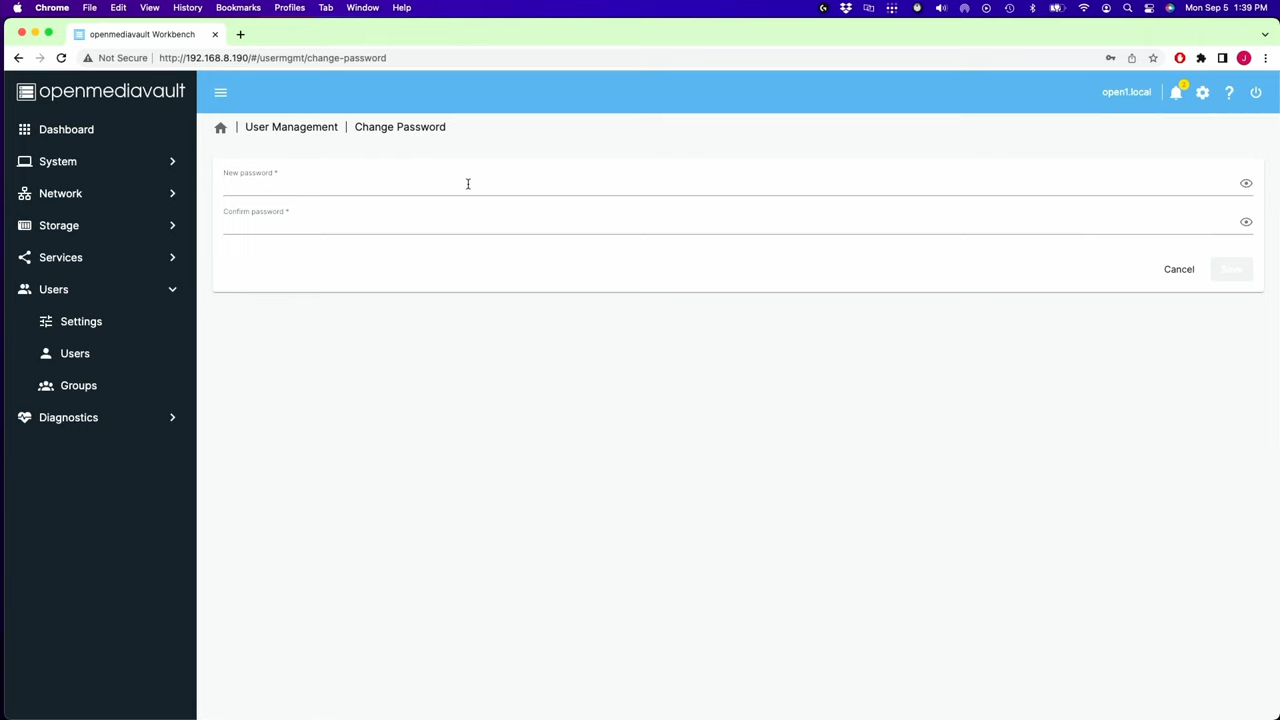 Chrome File Edit View History Bookmarks Profiles Tab Window Help Mon Sep 5 1:39 PM
openmediavault Workbench
Not Secure http://192.168.8.190/#/usermgmt/change-password J
openmediavault
open1.local 1
Dashboard
User Management | Change Password
System
Network
Storage
Services
Users
Settings
Users
Groups
Diagnostics
New password *
Confirm password *
Cancel Save